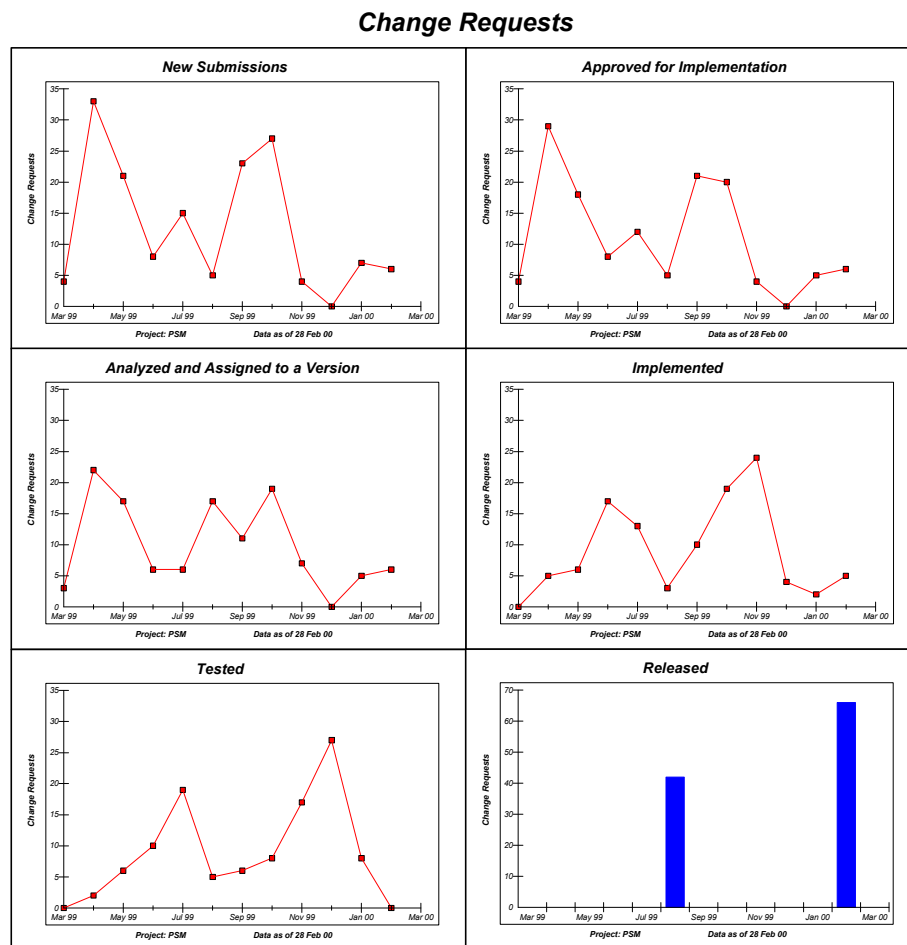 Change Requests
New Submissions
35
30
25
20
15
10
5
0
Change Requests
Mar 99 May 99 Jul 99 Sep 99 Nov 99 Jan 00 Mar 00
Project: PSM Data as of 28 Feb 00
Approved for Implementation
35
30
25
20
15
10
5
0
Change Requests
Mar 99 May 99 Jul 99 Sep 99 Nov 99 Jan 00 Mar 00
Project: PSM Data as of 28 Feb 00
Analyzed and Assigned to a Version
35
30
25
20
15
10
5
0
Change Requests
Mar 99 May 99 Jul 99 Sep 99 Nov 99 Jan 00 Mar 00
Project: PSM Data as of 28 Feb 00
Implemented
35
30
25
20
15
10
5
0
Change Requests
Mar 99 May 99 Jul 99 Sep 99 Nov 99 Jan 00 Mar 00
Project: PSM Data as of 28 Feb 00
Tested
35
30
25
20
15
10
5
0
Change Requests
Mar 99 May 99 Jul 99 Sep 99 Nov 99 Jan 00 Mar 00
Project: PSM Data as of 28 Feb 00
Released
70
60
50
40
30
20
10
0
Change Requests
Mar 99 May 99 Jul 99 Sep 99 Nov 99 Jan 00 Mar 00
Project: PSM Data as of 28 Feb 00